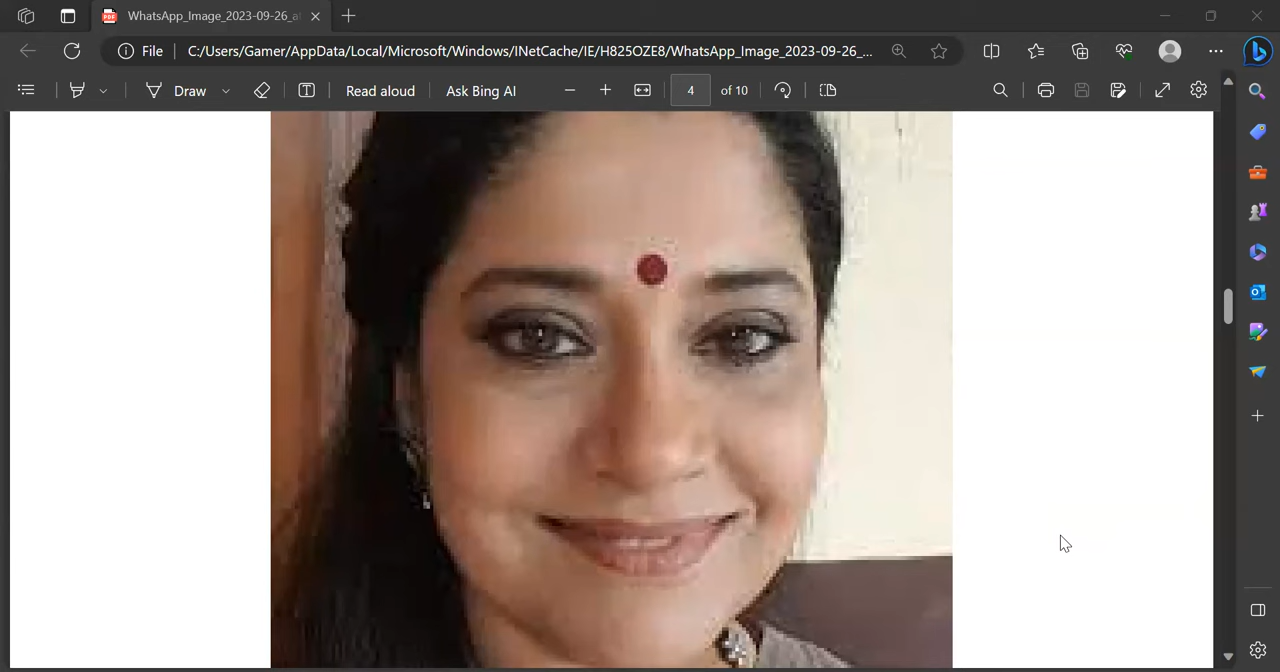 WhatsApp_Image_2023-09-26_at
File C:/Users/Gamer/AppData/Local/Microsoft/Windows/INetCache/IE/H825OZE8/WhatsApp_Image_2023-09-26_...
Draw Read aloud Ask Bing AI 4 of 10